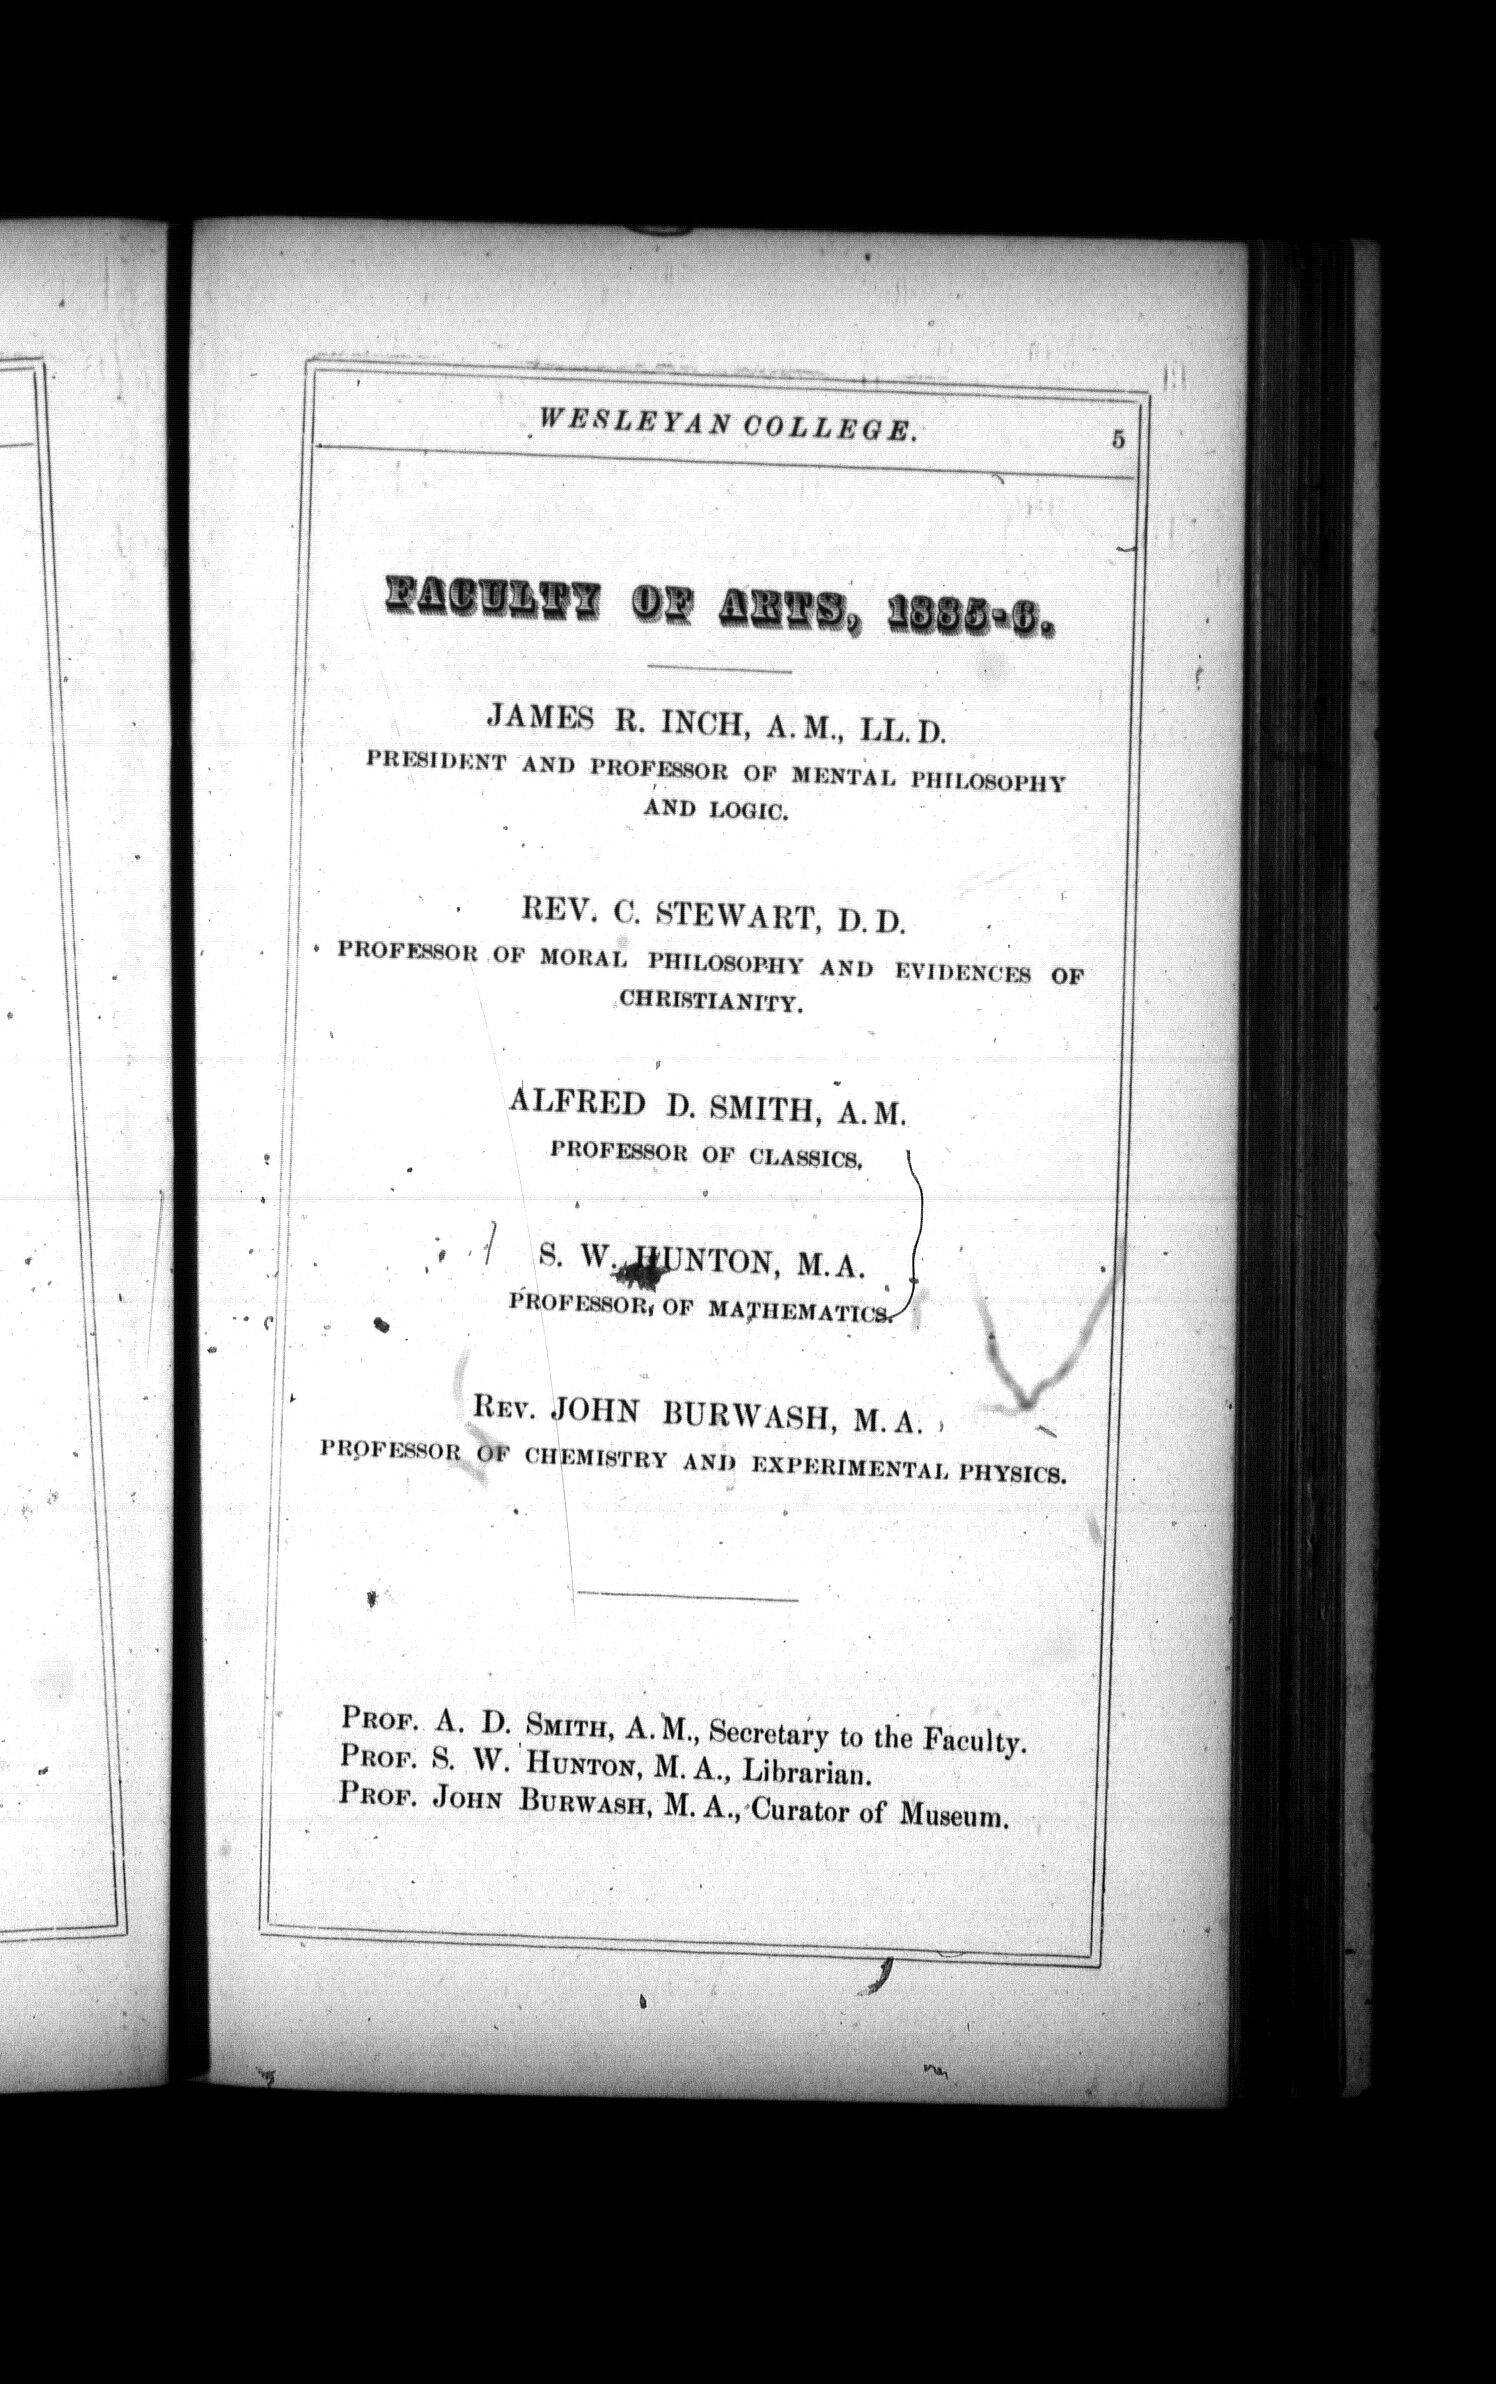 WESLEYAN COLLEGE. 5
FACULTY OF ARTS, 1885-6.
JAMES R. INCH, A. M., LL. D.
PRESIDENT AND PROFESSOR OF MENTAL PHILOSOPHY
AND LOGIC.
REV. C. STEWART, D. D.
PROFESSOR OF MORAL PHILOSOPHY AND EVIDENCES OF
CHRISTIANITY.
ALFRED D. SMITH, A. M.
PROFESSOR OF CLASSICS.
S. W. HUNTON, M. A.
PROFESSOR OF MATHEMATICS.
REV. JOHN BURWASH, M. A.
PROFESSOR OF CHEMISTRY AND EXPERIMENTAL PHYSICS.
PROF. A. D. SMITH, A. M., Secretary to the Faculty.
PROF. S. W. HUNTON, M. A., Librarian.
PROF. JOHN BURWASH, M. A., Curator of Museum.